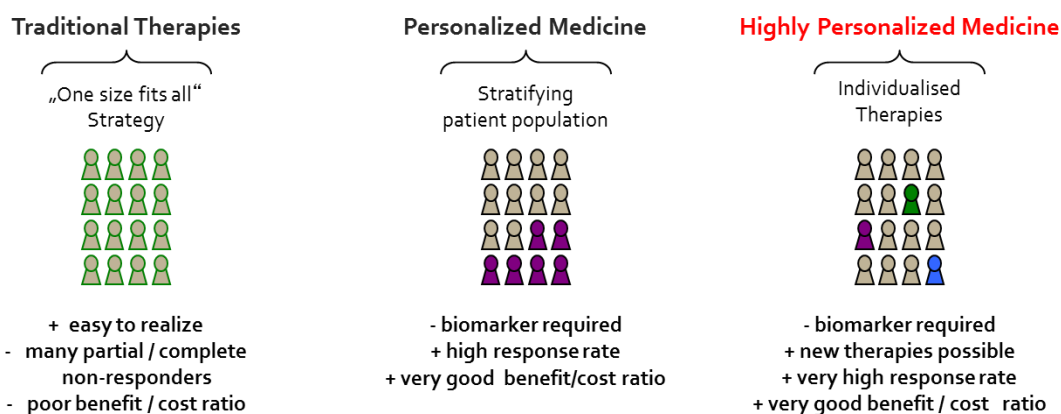 Traditional Therapies
„One size fits all“
Strategy
+ easy to realize
- many partial / complete
non-responders
- poor benefit / cost ratio
Personalized Medicine
Stratifying
patient population
- biomarker required
+ high response rate
+ very good benefit/cost ratio
Highly Personalized Medicine
Individualised
Therapies
- biomarker required
+ new therapies possible
+ very high response rate
+ very good benefit / cost ratio